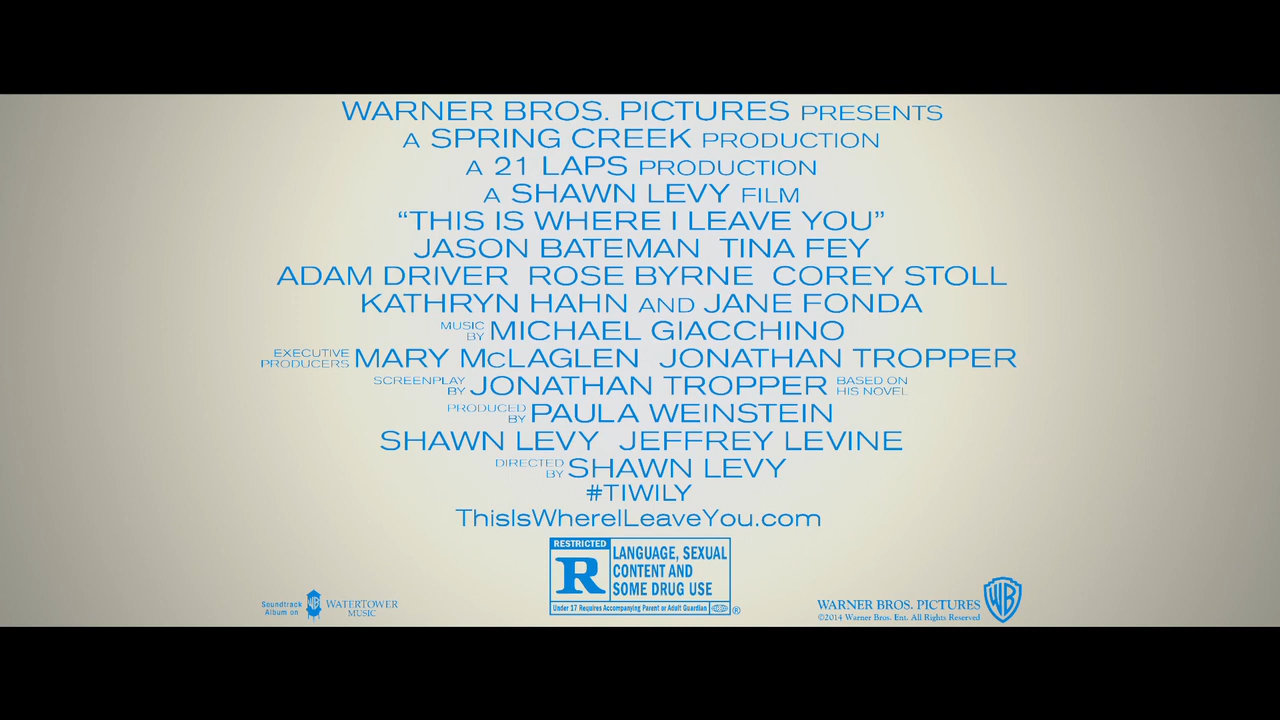 WARNER BROS. PICTURES PRESENTS
A SPRING CREEK PRODUCTION
A 21 LAPS PRODUCTION
A SHAWN LEVY FILM
“THIS IS WHERE I LEAVE YOU”
JASON BATEMAN TINA FEY
ADAM DRIVER ROSE BYRNE COREY STOLL
KATHRYN HAHN AND JANE FONDA
MUSIC BY MICHAEL GIACCHINO
EXECUTIVE PRODUCERS MARY McLAGLEN JONATHAN TROPPER
SCREENPLAY BY JONATHAN TROPPER BASED ON HIS NOVEL
PRODUCED BY PAULA WEINSTEIN
SHAWN LEVY JEFFREY LEVINE
DIRECTED BY SHAWN LEVY
#TIWILY
ThisIsWhereILeaveYou.com
RESTRICTED
R
LANGUAGE, SEXUAL
CONTENT AND
SOME DRUG USE
Under 17 Requires Accompanying Parent or Adult Guardian ®
Soundtrack
Album on
WB
WATERTOWER
MUSIC
WARNER BROS. PICTURES
©2014 Warner Bros. Ent. All Rights Reserved
WB